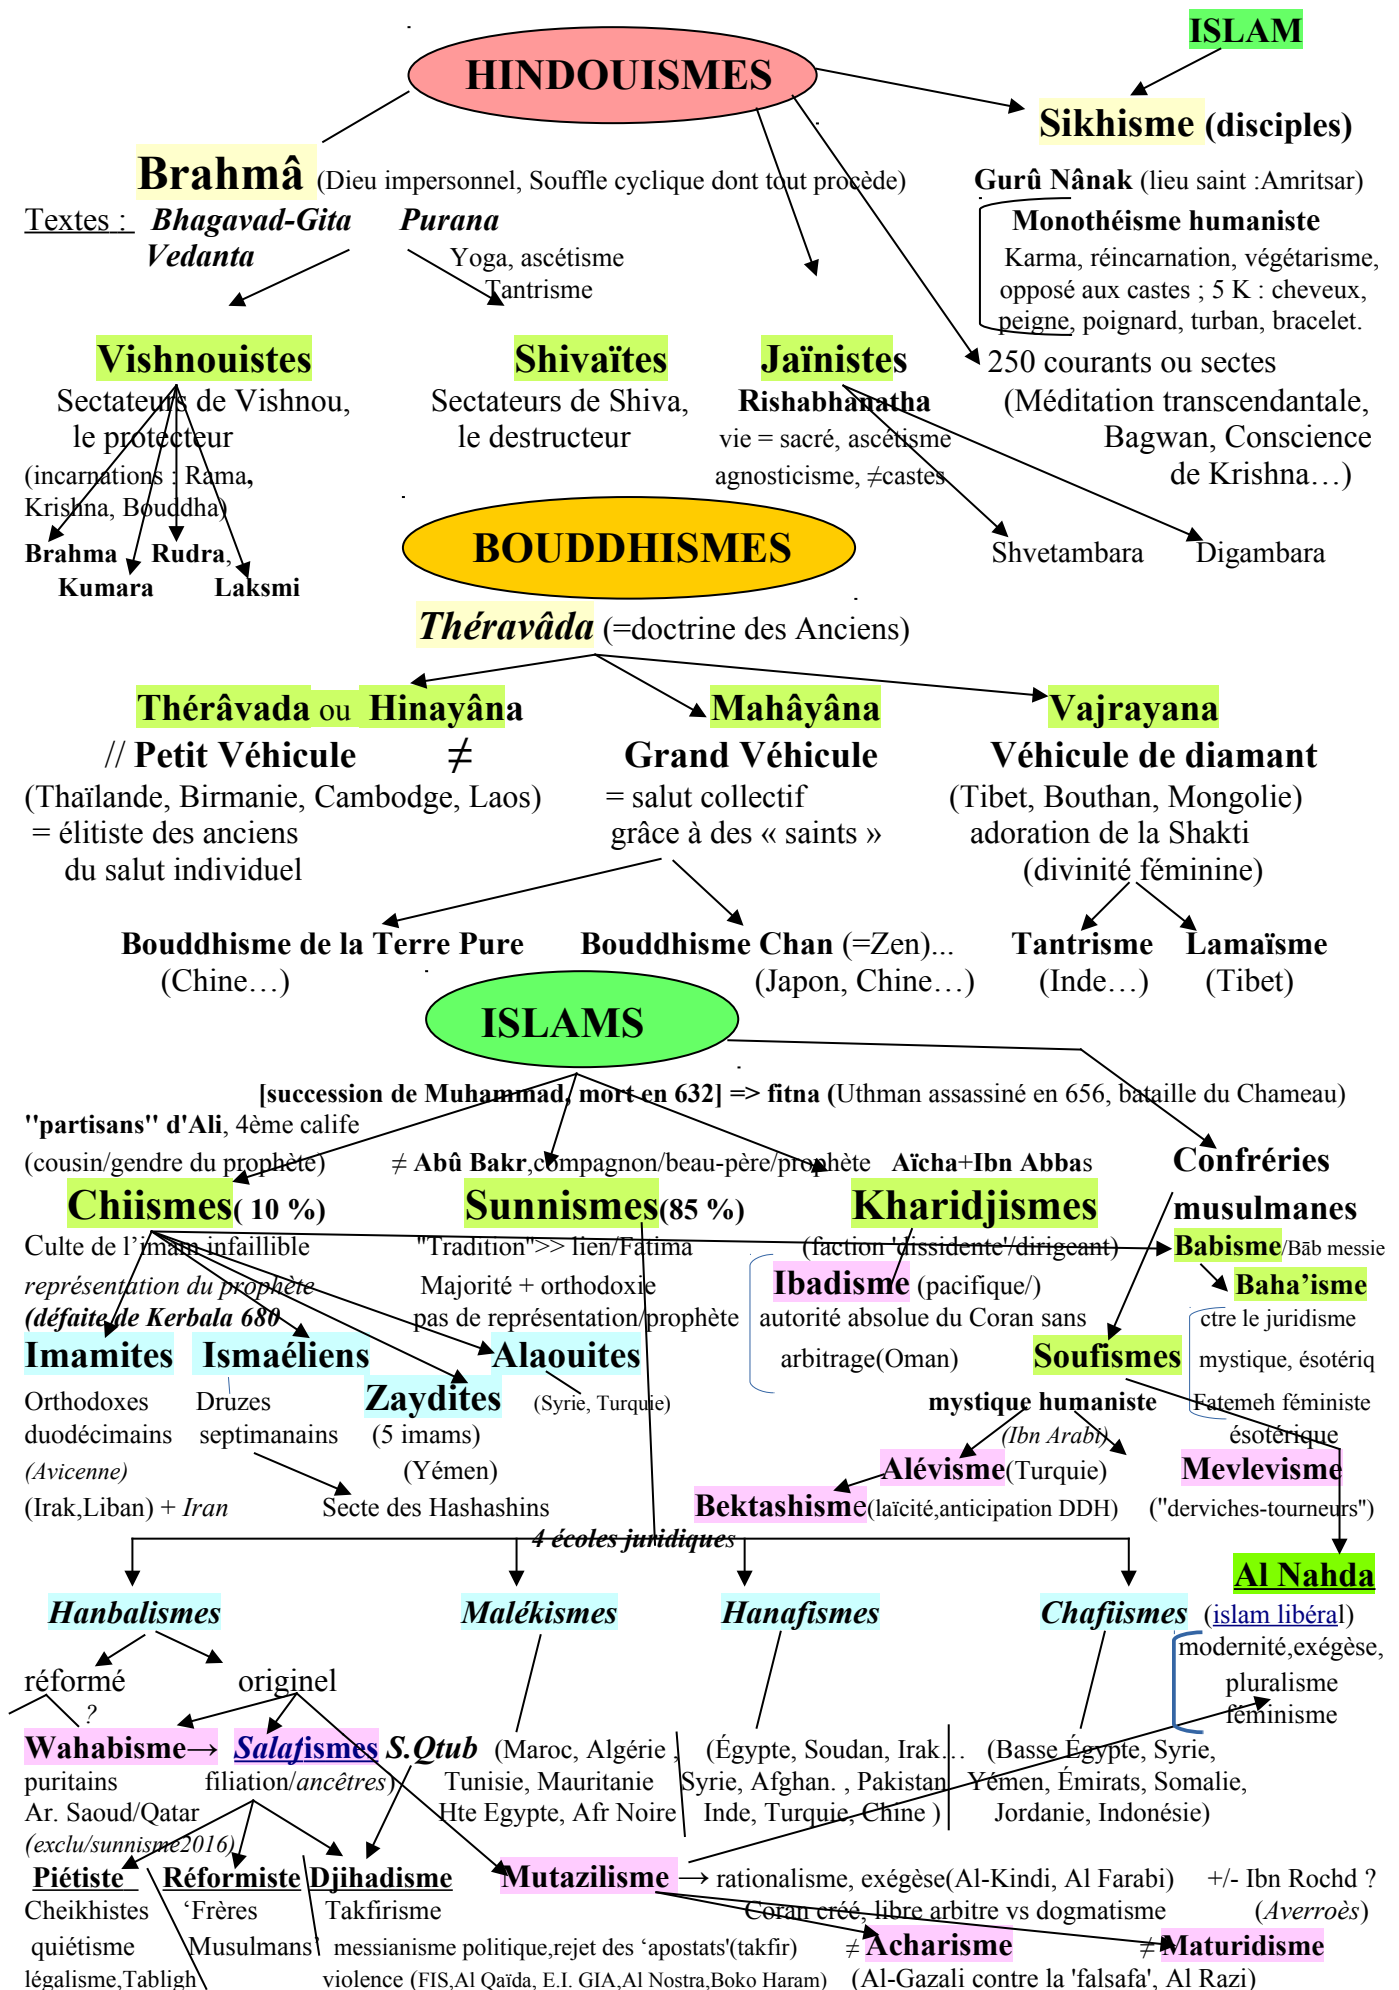 ISLAM
HINDOUISMES
Sikhisme (disciples)
Brahmâ (Dieu impersonnel, Souffle cyclique dont tout procède)
Gurû Nânak (lieu saint :Amritsar)
Textes : Bhagavad-Gita Purana
Monothéisme humaniste
Vedanta
Yoga, ascétisme
Karma, réincarnation, végétarisme,
Tantrisme
opposé aux castes ; 5 K : cheveux,
peigne, poignard, turban, bracelet.
Vishnouistes
Shivaïtes
Jaïnistes
250 courants ou sectes
Sectateurs de Vishnou,
Sectateurs de Shiva,
Rishabhanatha
(Méditation transcendantale,
le protecteur
le destructeur
vie = sacré, ascétisme
Bagwan, Conscience
(incarnations : Rama,
agnosticisme, ≠castes
de Krishna…)
Krishna, Bouddha)
BOUDDHISMES
Brahma Rudra,
Shvetambara
Digambara
Kumara Laksmi
Théravâda (=doctrine des Anciens)
Thérâvada ou Hinayâna
Mahâyâna
Vajrayana
// Petit Véhicule ≠
Grand Véhicule
Véhicule de diamant
(Thaïlande, Birmanie, Cambodge, Laos)
= salut collectif
(Tibet, Bouthan, Mongolie)
= élitiste des anciens
grâce à des « saints »
adoration de la Shakti
du salut individuel
(divinité féminine)
Bouddhisme de la Terre Pure
Bouddhisme Chan (=Zen)...
Tantrisme
Lamaïsme
(Chine…)
(Japon, Chine…)
(Inde…)
(Tibet)
ISLAMS
[succession de Muhammad, mort en 632] => fitna (Uthman assassiné en 656, bataille du Chameau)
"partisans" d'Ali, 4ème calife
(cousin/gendre du prophète)
≠ Abû Bakr,compagnon/beau-père/prophète
Aïcha+Ibn Abbas
Confréries
Chiismes( 10 %)
Sunnismes(85 %)
Kharidjismes
musulmanes
Culte de l’imam infaillible
"Tradition">> lien/Fatima
(faction 'dissidente'/dirigeant)
Babisme/Bāb messie
représentation du prophète
Majorité + orthodoxie
Ibadisme (pacifique/)
Baha’isme
(défaite de Kerbala 680
pas de représentation/prophète
autorité absolue du Coran sans
ctre le juridisme
Imamites
Ismaéliens
Alaouites
arbitrage(Oman)
Soufismes
mystique, ésotériq
Orthodoxes
Druzes
Zaydites
(Syrie, Turquie)
mystique humaniste
Fatemeh féministe
duodécimains
septimanains
(5 imams)
(Ibn Arabi)
ésotérique
(Avicenne)
(Yémen)
Alévisme(Turquie)
Mevlevisme
(Irak,Liban) + Iran
Secte des Hashashins
Bektashisme(laïcité,anticipation DDH)
("derviches-tourneurs")
4 écoles juridiques
Al Nahda
Hanbalismes
Malékismes
Hanafismes
Chafiismes
(islam libéral)
modernité,exégèse,
réformé
originel
pluralisme
?
féminisme
Wahabisme→ Salafismes S.Qtub
(Maroc, Algérie ,
(Égypte, Soudan, Irak…
(Basse Égypte, Syrie,
puritains
filiation/ancêtres)
Tunisie, Mauritanie
Syrie, Afghan. , Pakistan
Yémen, Émirats, Somalie,
Ar. Saoud/Qatar
Hte Egypte, Afr Noire
Inde, Turquie, Chine )
Jordanie, Indonésie)
(exclu/sunnisme2016)
Piétiste
Réformiste
Djihadisme
Mutazilisme → rationalisme, exégèse(Al-Kindi, Al Farabi) +/- Ibn Rochd ?
Cheikhistes
‘Frères
Takfirisme
Coran créé, libre arbitre vs dogmatisme
(Averroès)
quiétisme
Musulmans’
messianisme politique,rejet des ‘apostats'(takfir)
≠ Acharisme
≠ Maturidisme
légalisme,Tabligh
violence (FIS,Al Qaïda, E.I. GIA,Al Nostra,Boko Haram)
(Al-Gazali contre la 'falsafa', Al Razi)